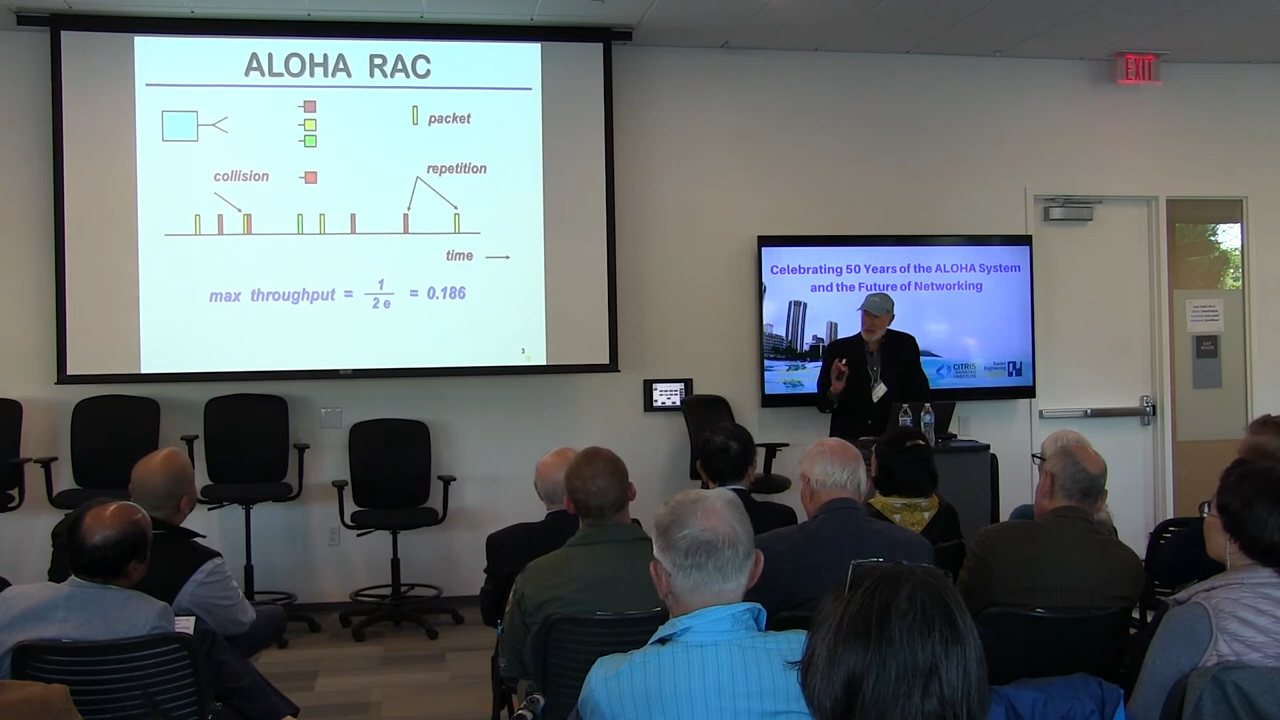 ALOHA RAC
packet
collision
repetition
time
max throughput = 1/2e = 0.186
3
EXIT
Celebrating 50 Years of the ALOHA System
and the Future of Networking
CITRIS